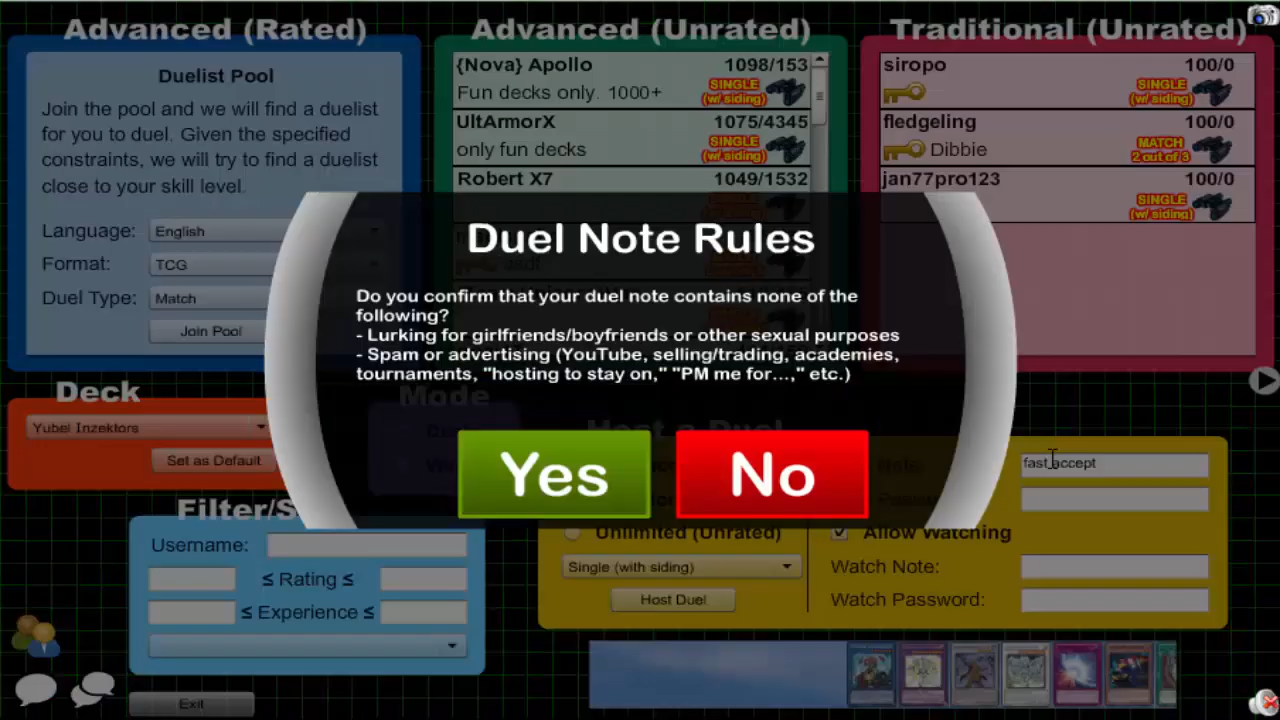 Advanced (Rated)
Duelist Pool
Join the pool and we will find a duelist
for you to duel. Given the specified
constraints, we will try to find a duelist
close to your skill level.
Language:
English
Format:
TCG
Duel Type:
Match
Join Pool
Advanced (Unrated)
{Nova} Apollo
1098/153
Fun decks only. 1000+
SINGLE
(w/ siding)
UltArmorX
1075/4345
only fun decks
SINGLE
(w/ siding)
Robert X7
1049/1532
Traditional (Unrated)
siropo
100/0
SINGLE
(w/ siding)
fledgeling
100/0
Dibbie
MATCH
2 out of 3
jan77pro123
100/0
SINGLE
(w/ siding)
Duel Note Rules
Do you confirm that your duel note contains none of the
following?
- Lurking for girlfriends/boyfriends or other sexual purposes
- Spam or advertising (YouTube, selling/trading, academies,
tournaments, "hosting to stay on," "PM me for...," etc.)
Yes
No
Deck
Yubel Inzektors
Set as Default
Mode
Host a Duel
Note:
fast accept
Unlimited (Unrated)
Allow Watching
Single (with siding)
Watch Note:
Host Duel
Watch Password:
Filter/S
Username:
≤ Rating ≤
≤ Experience ≤
Exit